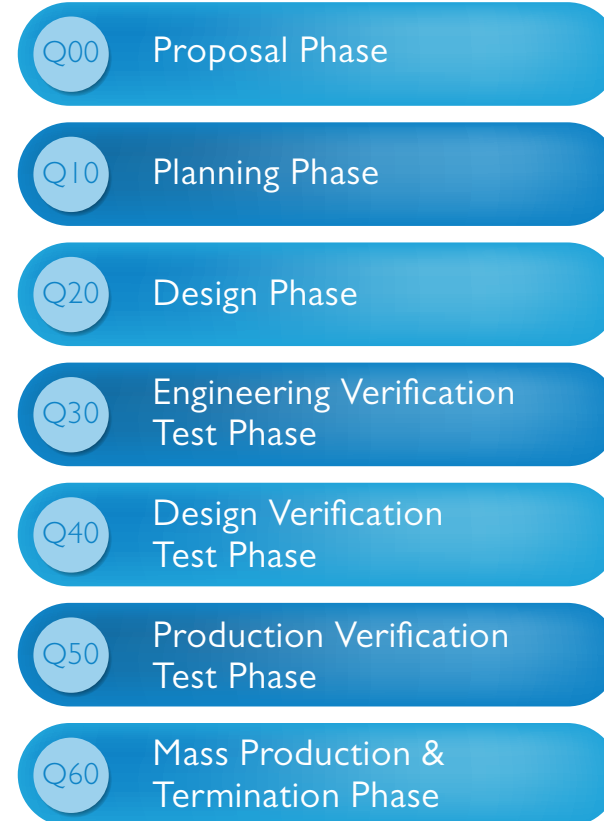 Q00 Proposal Phase
Q10 Planning Phase
Q20 Design Phase
Q30 Engineering Verification
Test Phase
Q40 Design Verification
Test Phase
Q50 Production Verification
Test Phase
Q60 Mass Production &
Termination Phase